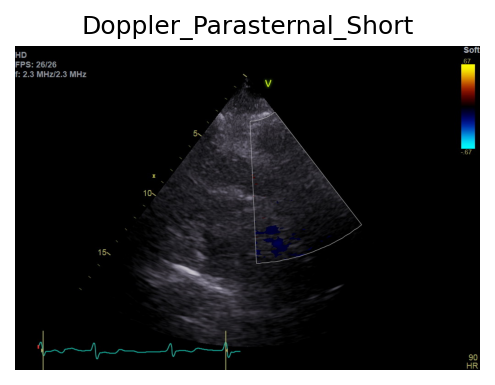 Doppler_Parasternal_Short
HD
FPS: 26/26
f: 2.3 MHz/2.3 MHz
Soft
67
-67
V
5
10
15
90
HR